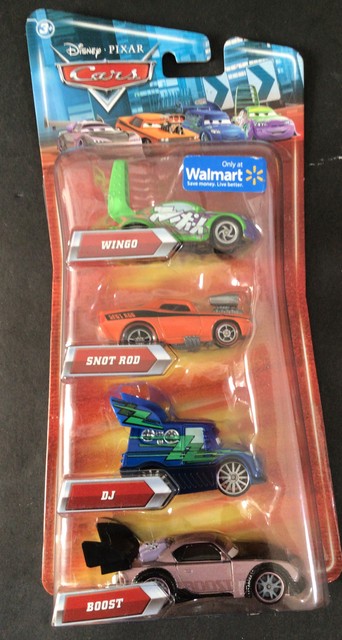 3+
Disney · PIXAR
Cars
Only at
Walmart
Save money. Live better.
WINGO
SNOT ROD
DJ
BOOST